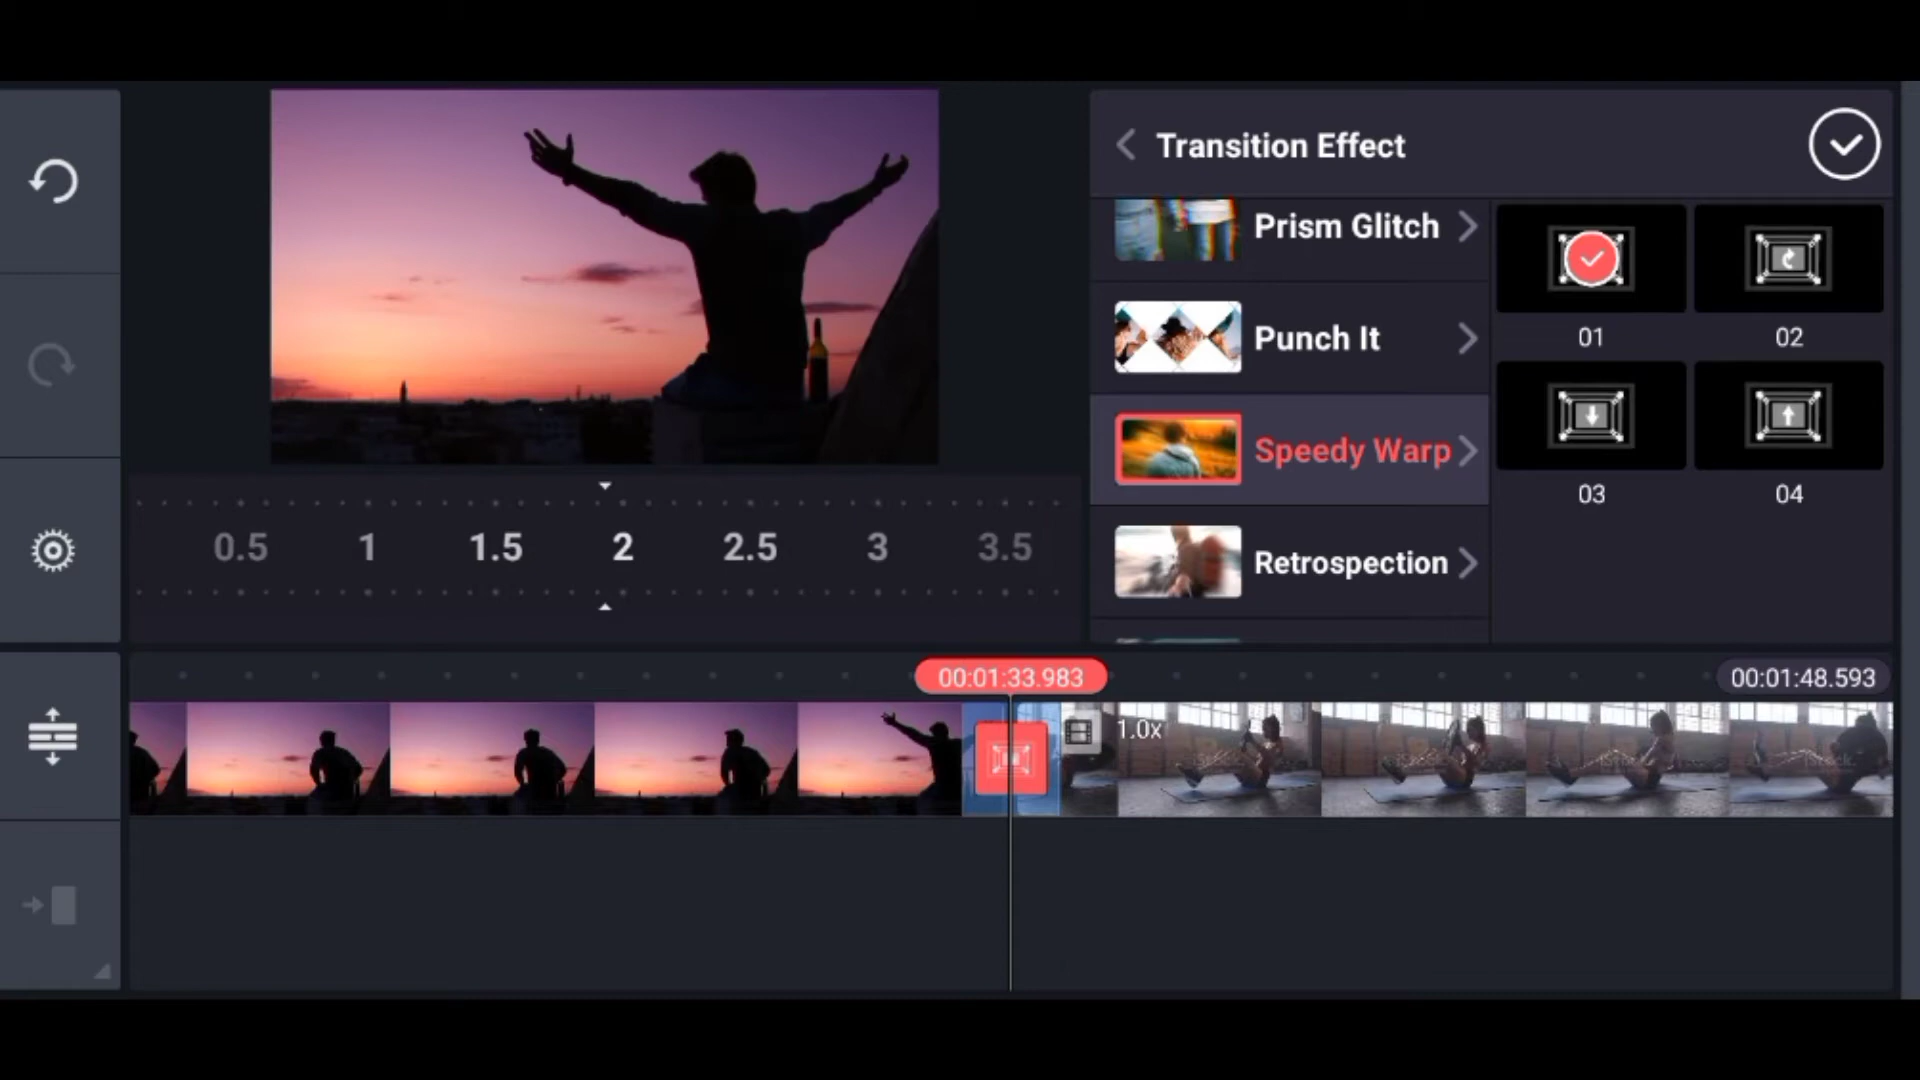 Transition Effect
Prism Glitch
Punch It
Speedy Warp
Retrospection
01
02
03
04
0.5 1 1.5 2 2.5 3 3.5
00:01:33.983
00:01:48.593
1.0x
iStock